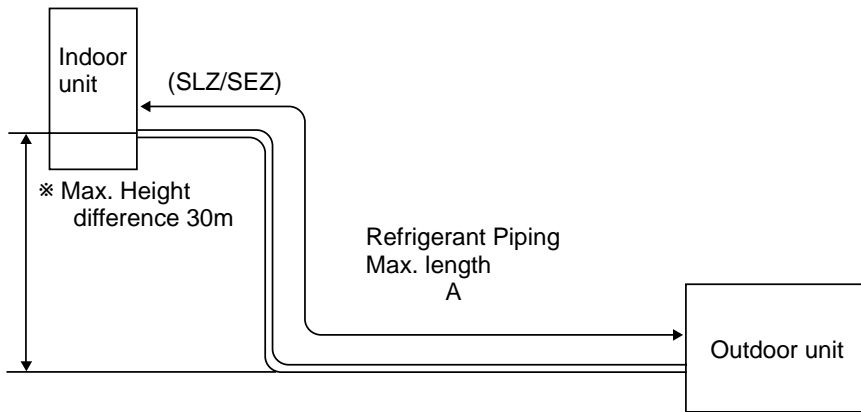 Indoor
unit
(SLZ/SEZ)
※ Max. Height
difference 30m
Refrigerant Piping
Max. length
A
Outdoor unit